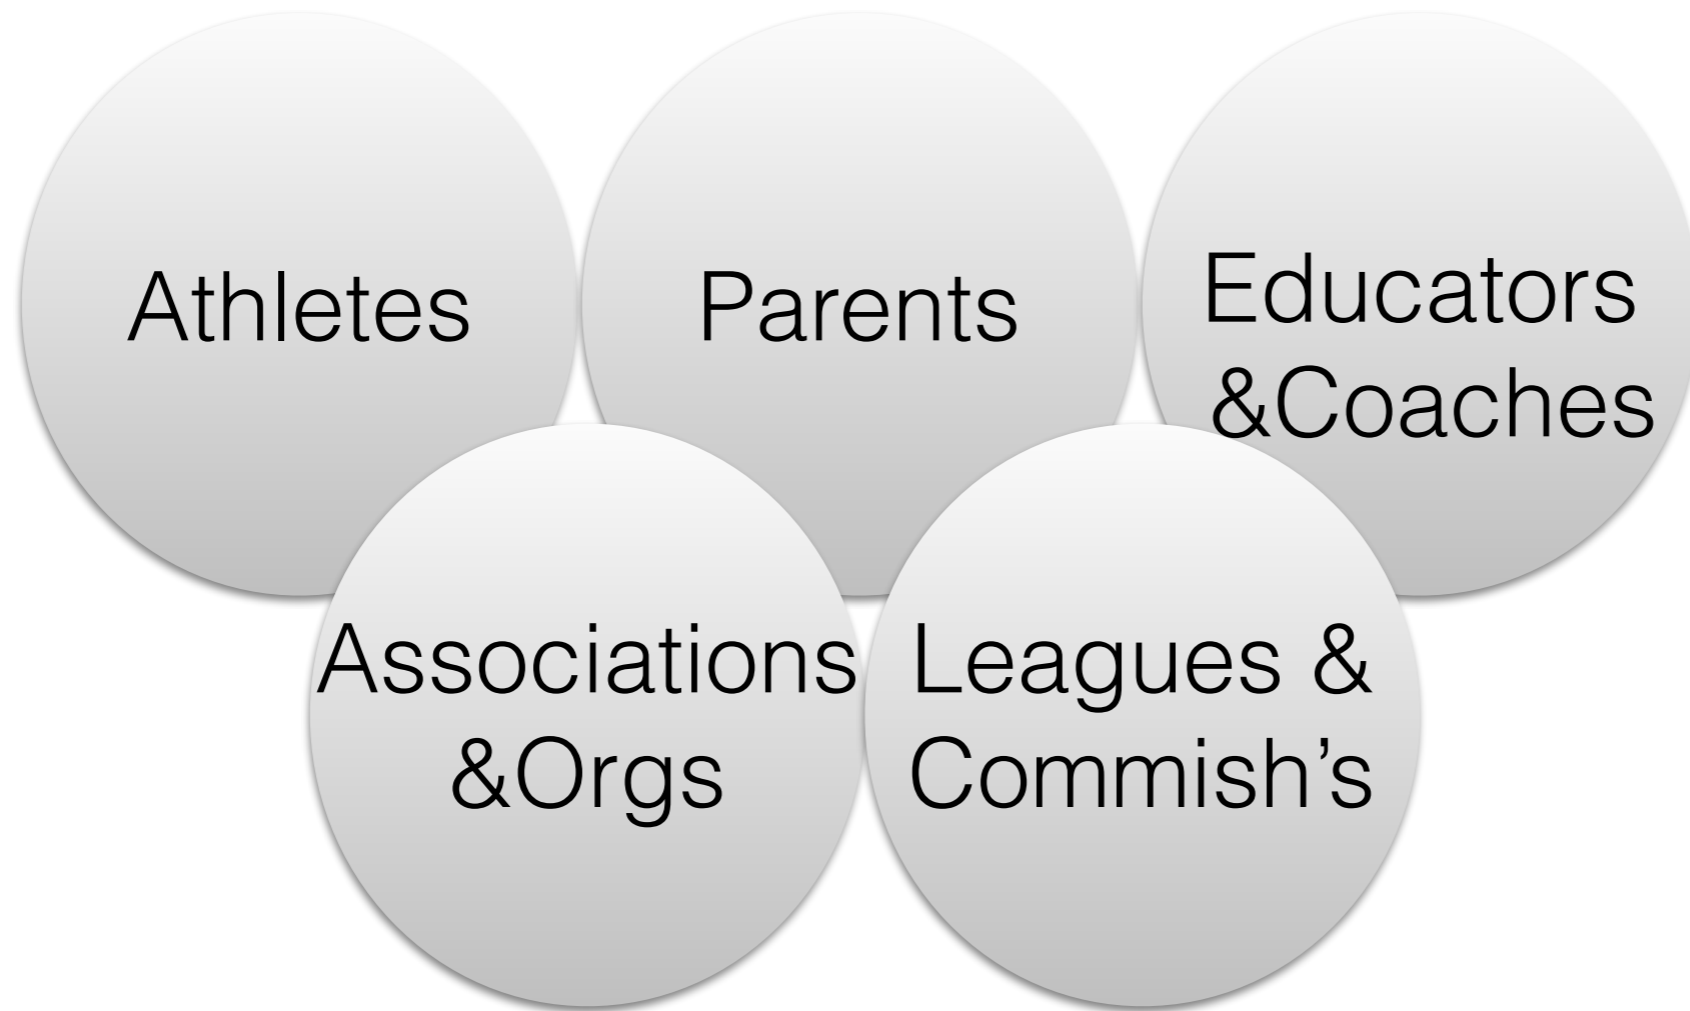 Athletes
Parents
Educators
&Coaches
Associations
&Orgs
Leagues &
Commish’s